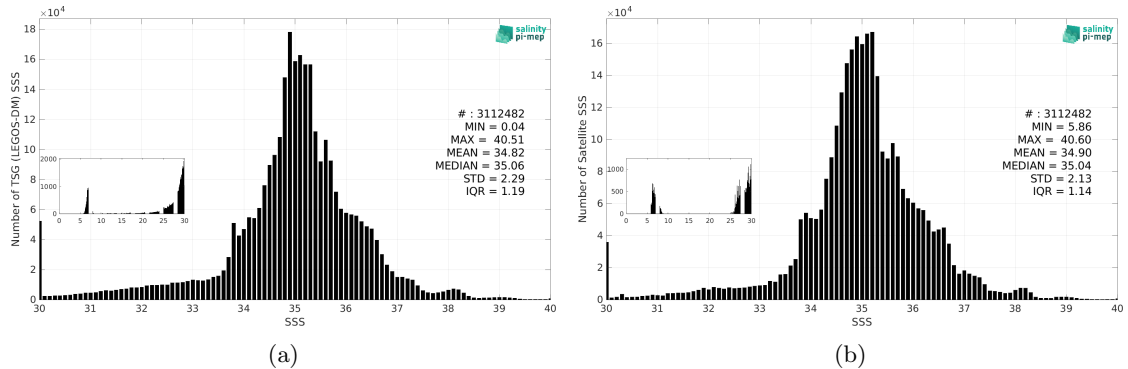 ×10⁴
salinity
pi-mep
18
16
14
12
10
8
6
4
2
0
Number of TSG (LEGOS-DM) SSS
# : 3112482
MIN = 0.04
MAX = 40.51
MEAN = 34.82
MEDIAN = 35.06
STD = 2.29
IQR = 1.19
2000
1000
0
0 5 10 15 20 25 30
30 31 32 33 34 35 36 37 38 39 40
SSS
(a)
×10⁴
salinity
pi-mep
16
14
12
10
8
6
4
2
0
Number of Satellite SSS
# : 3112482
MIN = 5.86
MAX = 40.60
MEAN = 34.90
MEDIAN = 35.04
STD = 2.13
IQR = 1.14
1000
500
0
0 5 10 15 20 25 30
30 31 32 33 34 35 36 37 38 39 40
SSS
(b)